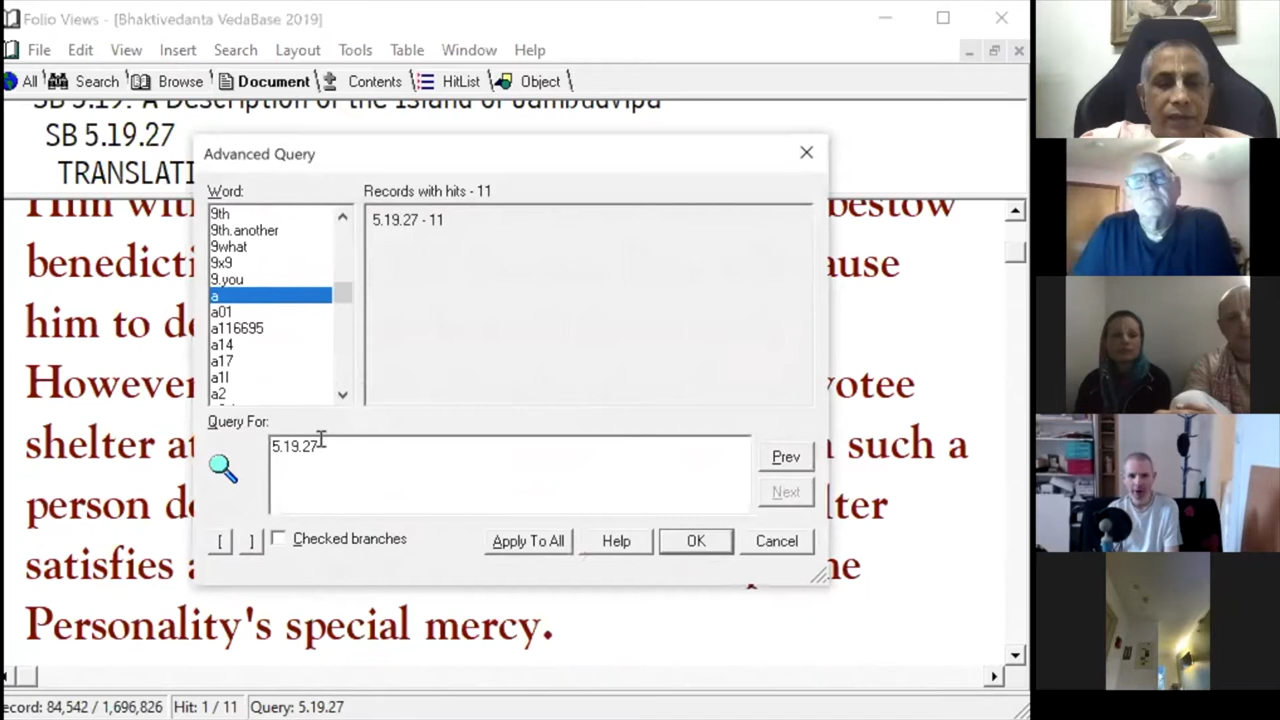 Folio Views - [Bhaktivedanta VedaBase 2019]
File Edit View Insert Search Layout Tools Table Window Help
All Search Browse Document Contents HitList Object
SB 5.19: A Description of the Island of Jambudvipa
SB 5.19.27
TRANSLATI
Advanced Query
Word:
Records with hits - 11
9th
9th.another
9what
9x9
9.you
a
a01
a116695
a14
a17
a1l
a2
5.19.27 - 11
Him wit
bestow
benedicti
ause
him to de
However
votee
shelter at
n such a
person de
lter
satisfies a
me
Personality's special mercy.
Query For:
5.19.27
Prev
Next
[ ] Checked branches
Apply To All Help OK Cancel
ecord: 84,542 / 1,696,826 Hit: 1 / 11 Query: 5.19.27